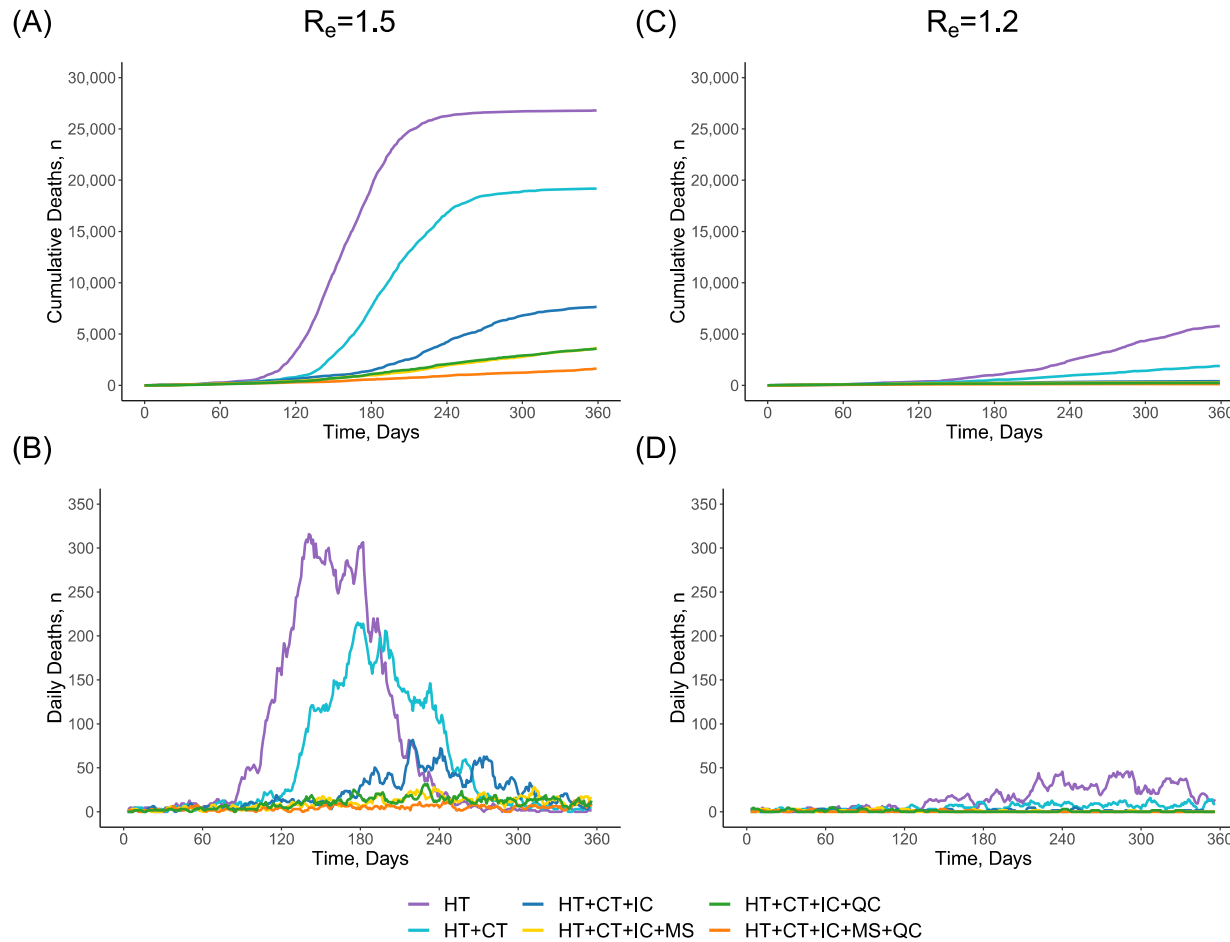 (A) Rₑ=1.5
(C) Rₑ=1.2
Cumulative Deaths, n
30,000
25,000
20,000
15,000
10,000
5,000
0
0 60 120 180 240 300 360
Time, Days
Cumulative Deaths, n
30,000
25,000
20,000
15,000
10,000
5,000
0
0 60 120 180 240 300 360
Time, Days
(B)
(D)
Daily Deaths, n
350
300
250
200
150
100
50
0
0 60 120 180 240 300 360
Time, Days
Daily Deaths, n
350
300
250
200
150
100
50
0
0 60 120 180 240 300 360
Time, Days
HT HT+CT+IC HT+CT+IC+QC
HT+CT HT+CT+IC+MS HT+CT+IC+MS+QC